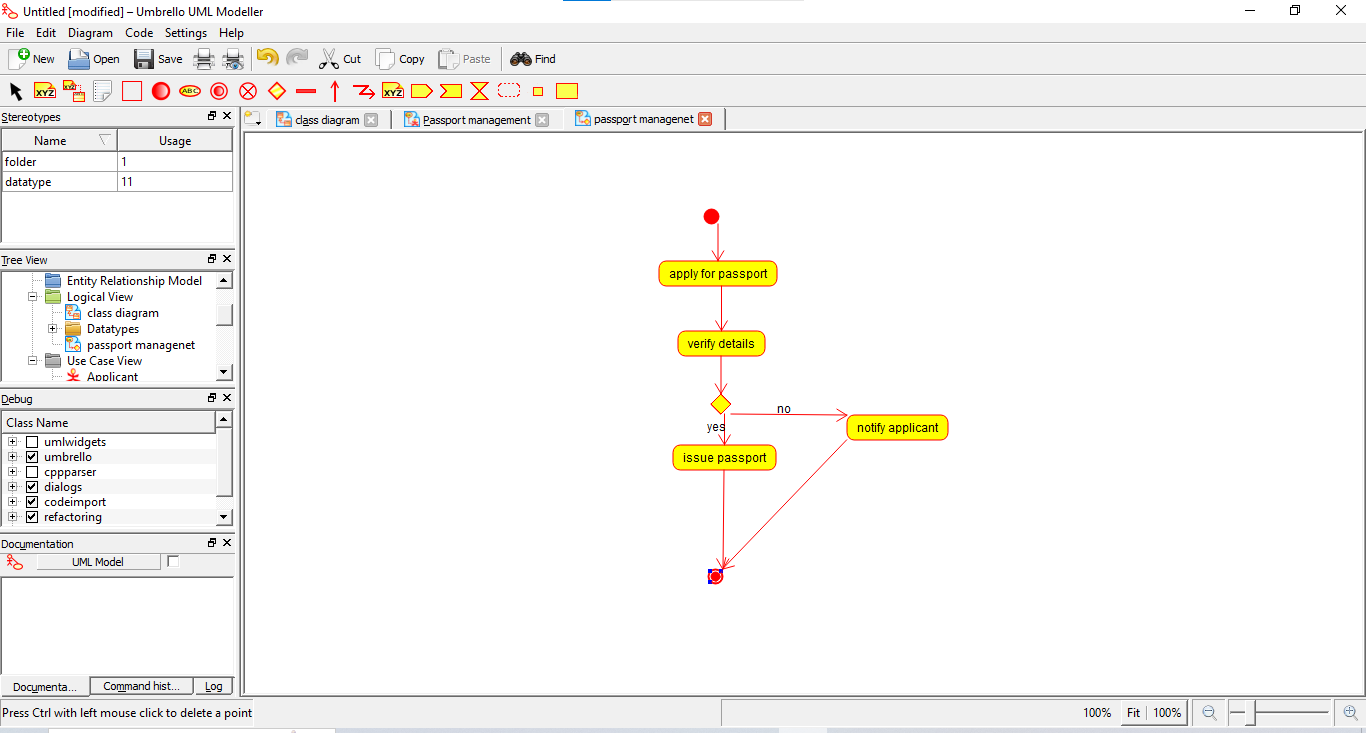 Untitled [modified] – Umbrello UML Modeller
File Edit Diagram Code Settings Help
New Open Save Cut Copy Paste Find
XYZ XYZ ABC XYZ
Stereotypes
class diagram Passport management passport managenet
Name Usage
folder 1
datatype 11
Tree View
Entity Relationship Model
Logical View
class diagram
Datatypes
passport managenet
Use Case View
Applicant
Debug
Class Name
umlwidgets
umbrello
cppparser
dialogs
codeimport
refactoring
Documentation
UML Model
Documenta... Command hist... Log
apply for passport
verify details
no
yes
notify applicant
issue passport
Press Ctrl with left mouse click to delete a point
100% Fit 100%